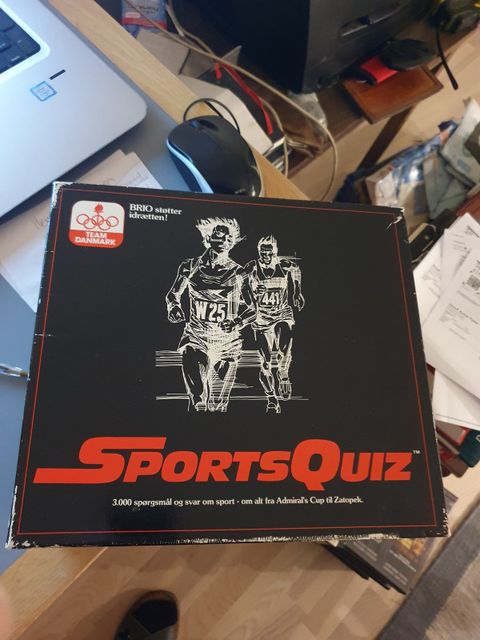 BRIO støtter
idrætten!
TEAM
DANMARK
W 25
441
SPORTSQUIZ™
3.000 spørgsmål og svar om sport - om alt fra Admiral's Cup til Zatopek.